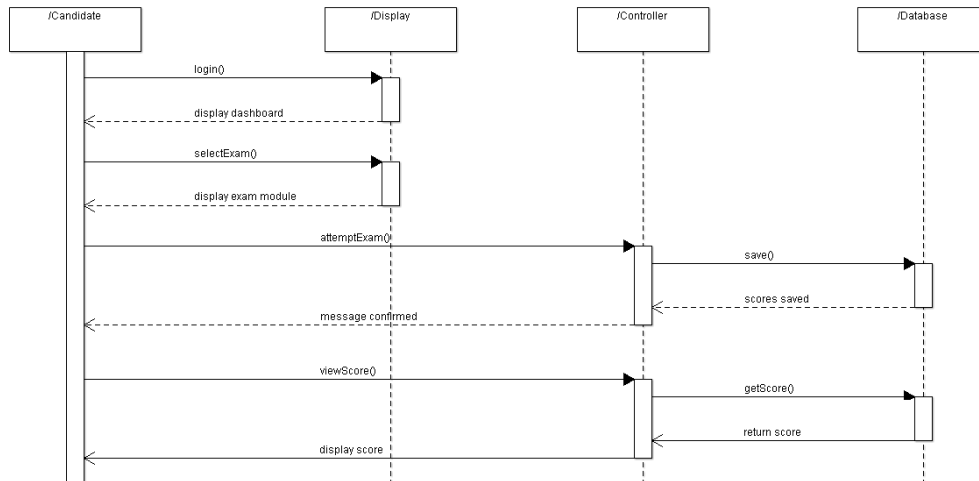 /Candidate
/Display
/Controller
/Database
login()
display dashboard
selectExam()
display exam module
attemptExam()
save()
scores saved
message confirmed
viewScore()
getScore()
return score
display score